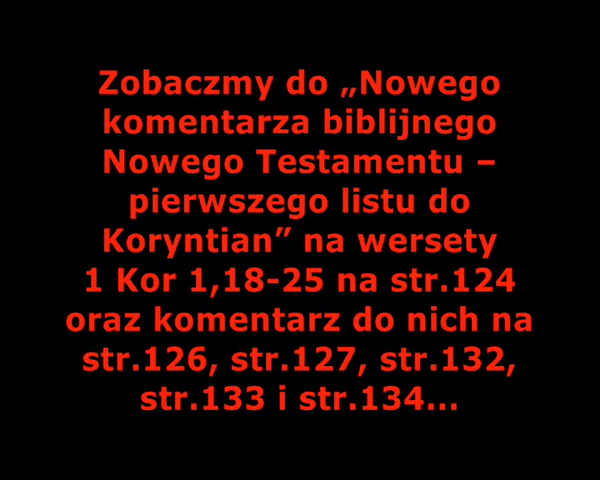 Zobaczmy do „Nowego
komentarza biblijnego
Nowego Testamentu –
pierwszego listu do
Koryntian” na wersety
1 Kor 1,18-25 na str.124
oraz komentarz do nich na
str.126, str.127, str.132,
str.133 i str.134...